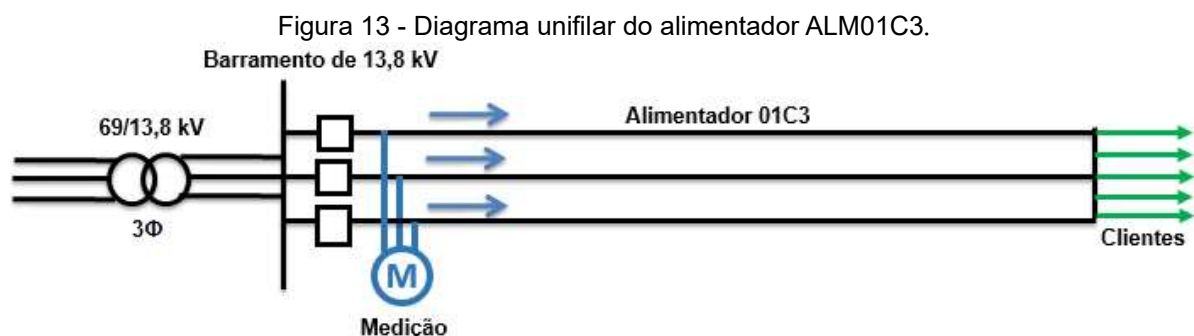 Figura 13 - Diagrama unifilar do alimentador ALM01C3.
Barramento de 13,8 kV
69/13,8 kV
Alimentador 01C3
3Φ
Clientes
M
Medição